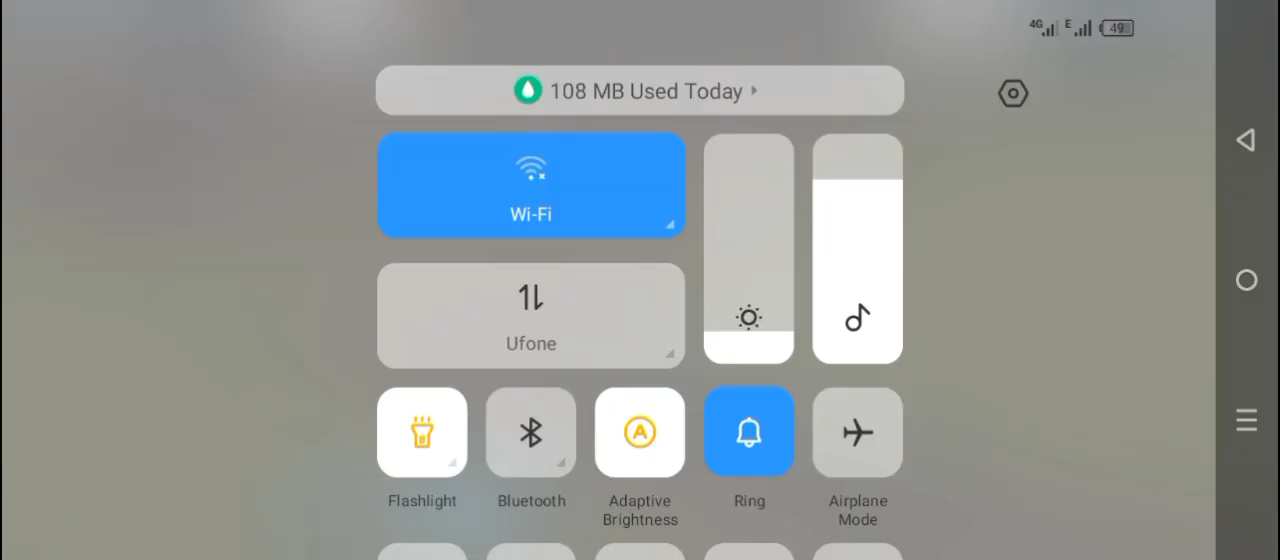 4G E 49
108 MB Used Today
Wi-Fi
Ufone
Flashlight
Bluetooth
Adaptive
Brightness
Ring
Airplane
Mode